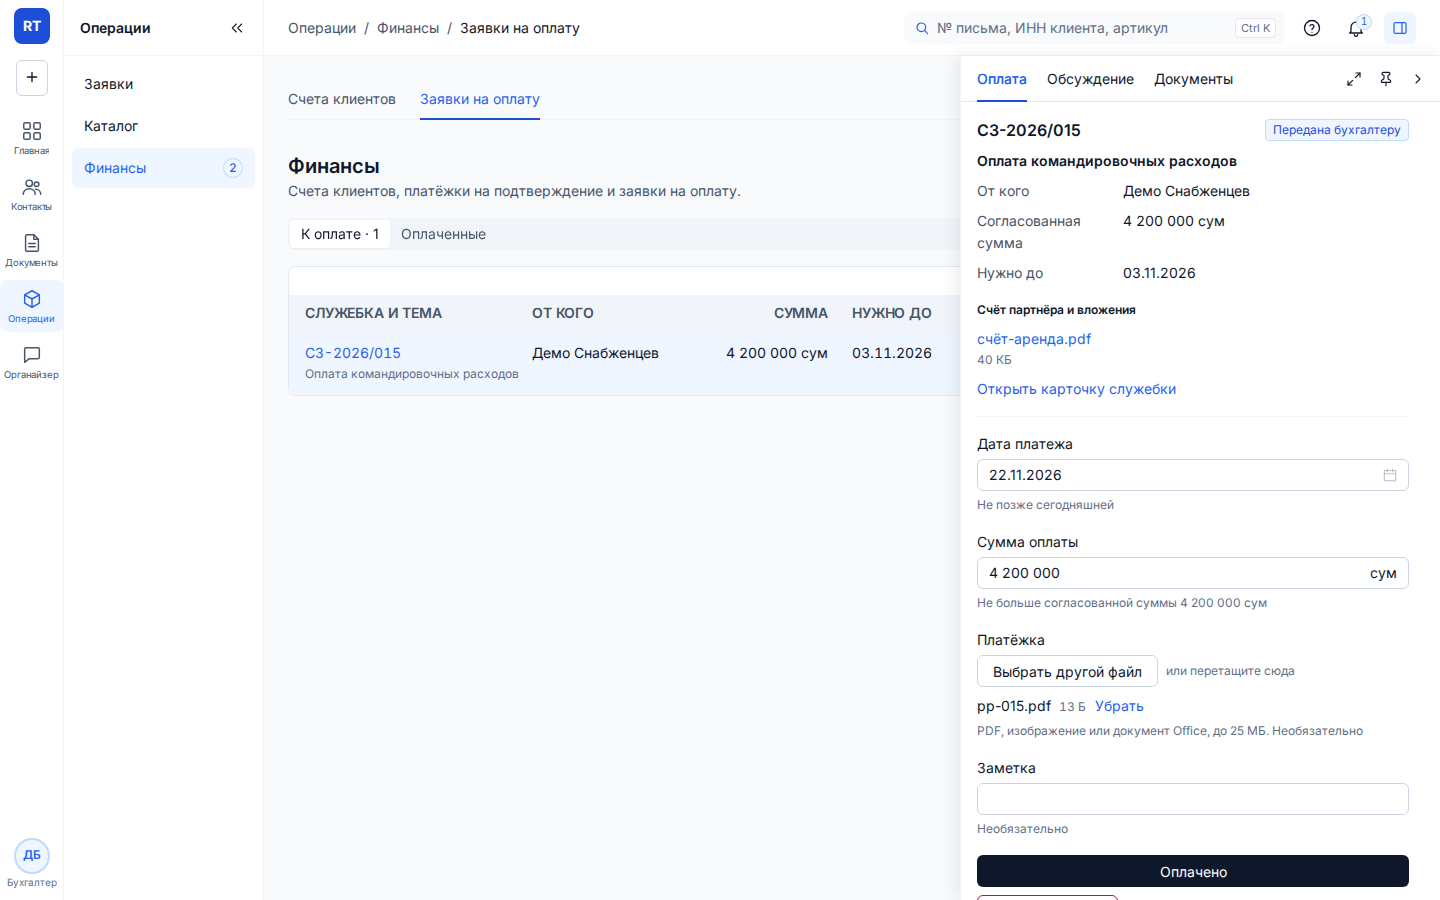 RT
Операции
Операции / Финансы / Заявки на оплату
№ письма, ИНН клиента, артикул
Ctrl K
1
Главная
Контакты
Документы
Операции
Органайзер
ДБ
Бухгалтер
Заявки
Каталог
Финансы
2
Счета клиентов
Заявки на оплату
Финансы
Счета клиентов, платёжки на подтверждение и заявки на оплату.
К оплате · 1
Оплаченные
СЛУЖЕБКА И ТЕМА ОТ КОГО СУММА НУЖНО ДО
СЗ-2026/015 Демо Снабженцев 4 200 000 сум 03.11.2026
Оплата командировочных расходов
Оплата
Обсуждение
Документы
СЗ-2026/015
Передана бухгалтеру
Оплата командировочных расходов
От кого Демо Снабженцев
Согласованная 4 200 000 сум
сумма
Нужно до 03.11.2026
Счёт партнёра и вложения
счёт-аренда.pdf
40 КБ
Открыть карточку служебки
Дата платежа
22.11.2026
Не позже сегодняшней
Сумма оплаты
4 200 000 сум
Не больше согласованной суммы 4 200 000 сум
Платёжка
Выбрать другой файл или перетащите сюда
pp-015.pdf 13 Б Убрать
PDF, изображение или документ Office, до 25 МБ. Необязательно
Заметка
Необязательно
Оплачено